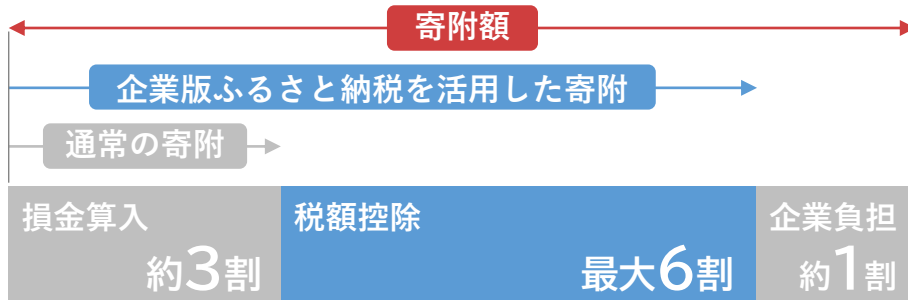 寄附額
企業版ふるさと納税を活用した寄附
通常の寄附
損金算入
約3割
税額控除
最大6割
企業負担
約1割